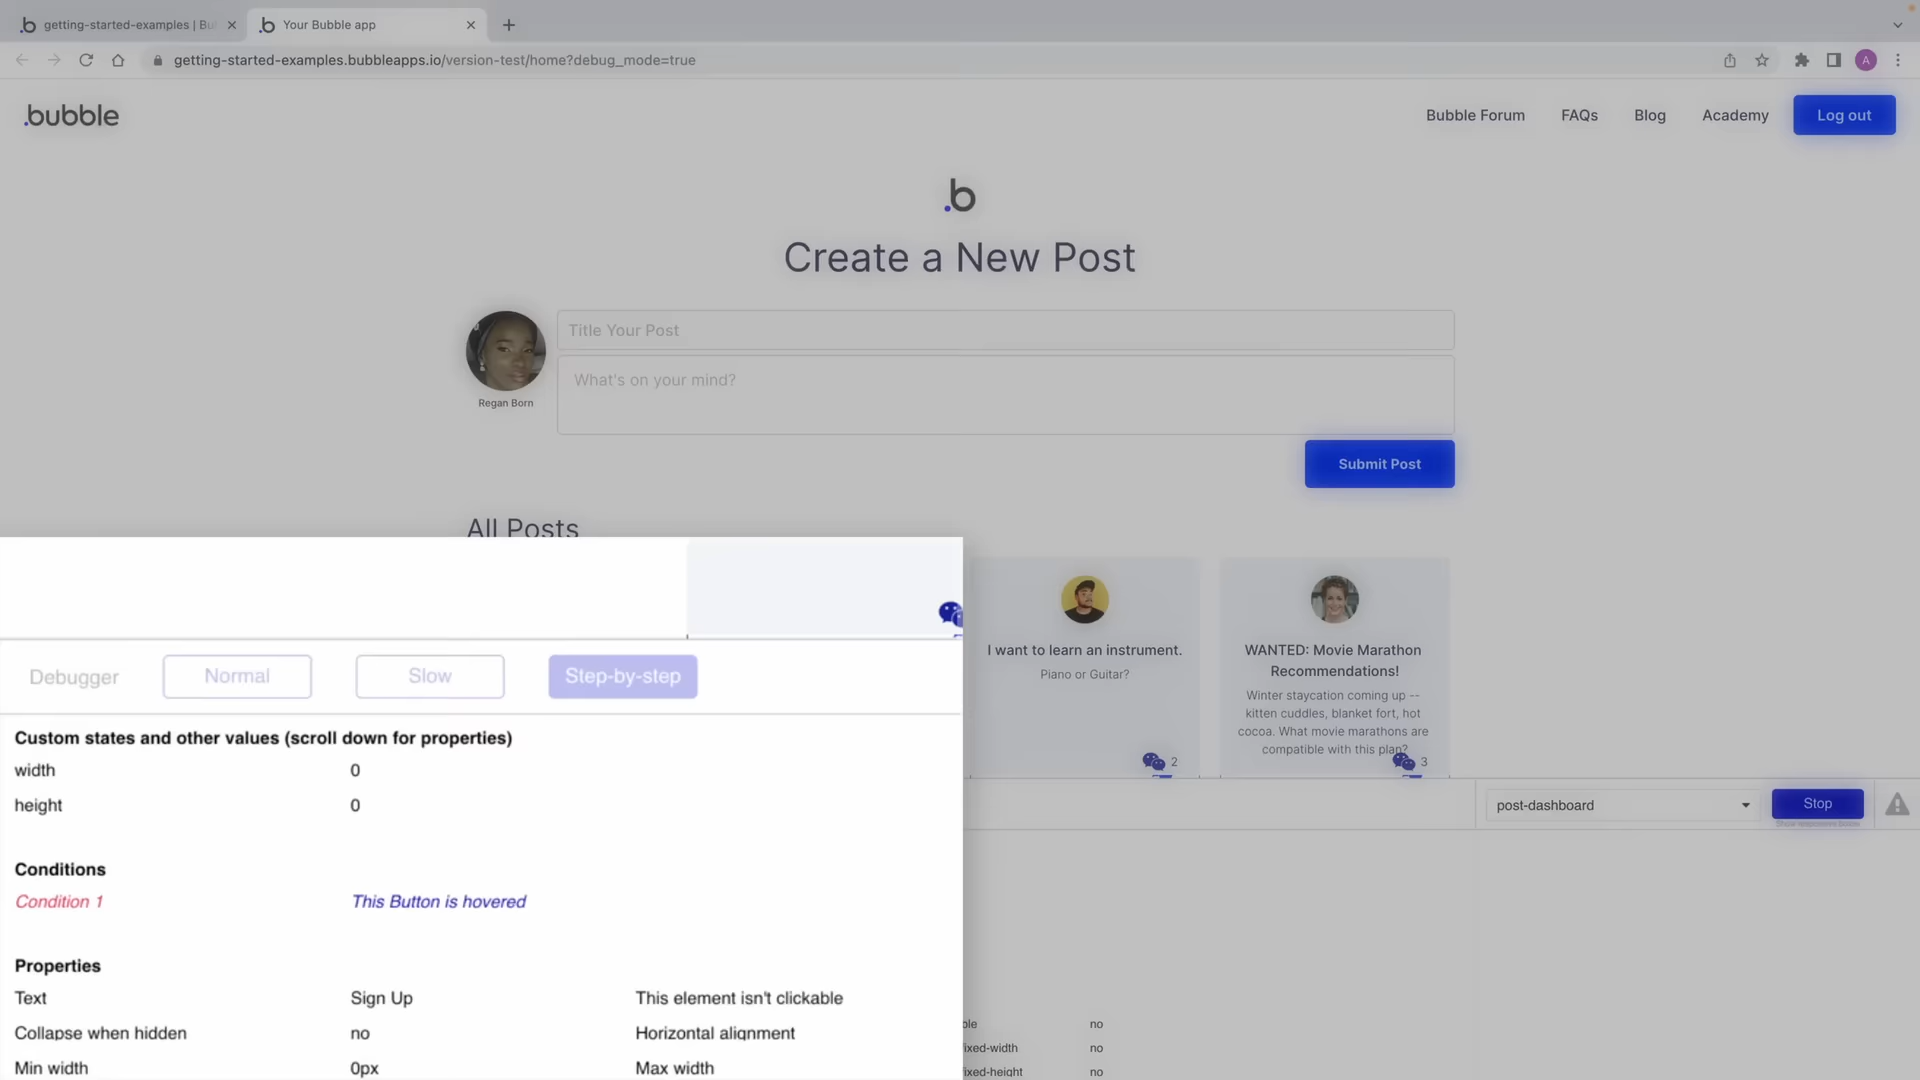 getting-started-examples | Bu
Your Bubble app
getting-started-examples.bubbleapps.io/version-test/home?debug_mode=true
A
.bubble
Bubble Forum
FAQs
Blog
Academy
Log out
.b
Create a New Post
Title Your Post
What's on your mind?
Regan Born
Submit Post
All Posts
I want to learn an instrument.
Piano or Guitar?
2
WANTED: Movie Marathon
Recommendations!
Winter staycation coming up --
kitten cuddles, blanket fort, hot
cocoa. What movie marathons are
compatible with this plan?
3
Debugger
Normal
Slow
Step-by-step
post-dashboard
Stop
Custom states and other values (scroll down for properties)
width 0
height 0
Conditions
Condition 1 This Button is hovered
Properties
Text Sign Up This element isn't clickable
Collapse when hidden no Horizontal alignment
Min width 0px Max width
no
fixed-width no
fixed-height no